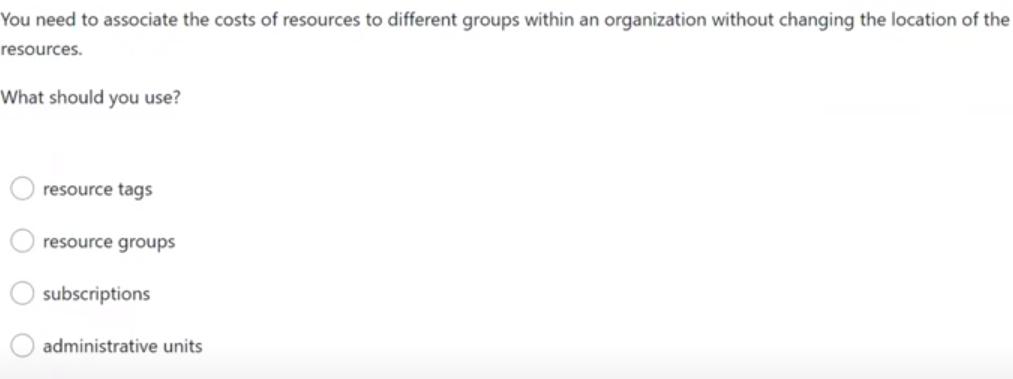 You need to associate the costs of resources to different groups within an organization without changing the location of the
resources.
What should you use?
resource tags
resource groups
subscriptions
administrative units